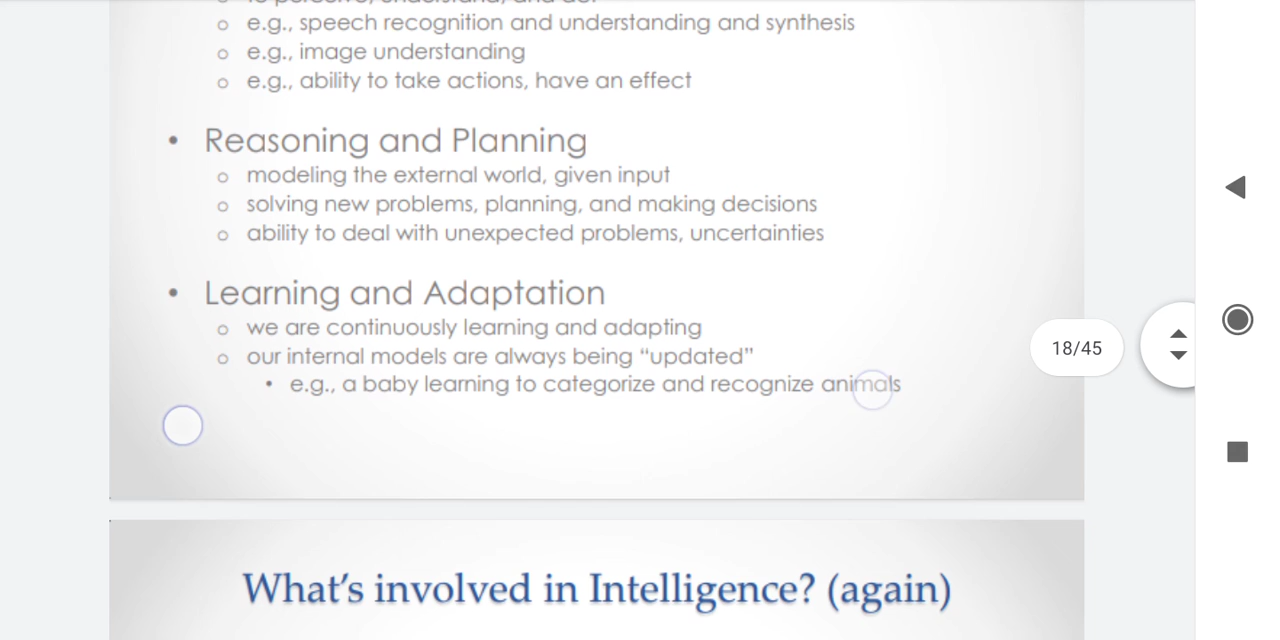 o e.g., speech recognition and understanding and synthesis
o e.g., image understanding
o e.g., ability to take actions, have an effect
• Reasoning and Planning
o modeling the external world, given input
o solving new problems, planning, and making decisions
o ability to deal with unexpected problems, uncertainties
• Learning and Adaptation
o we are continuously learning and adapting
o our internal models are always being “updated”
• e.g., a baby learning to categorize and recognize animals
18/45
What’s involved in Intelligence? (again)